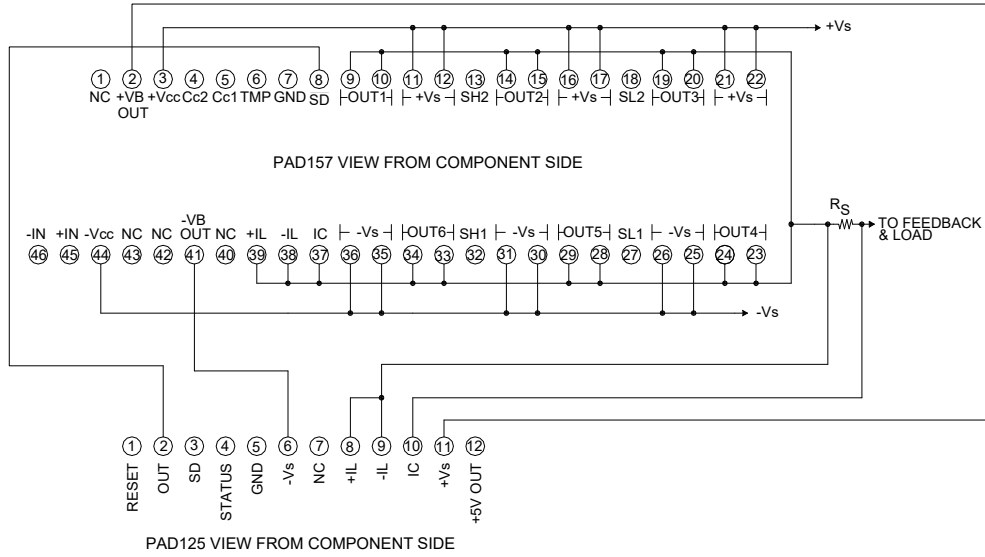 +Vs
1 2 3 4 5 6 7 8 9 10 11 12 13 14 15 16 17 18 19 20 21 22
NC +VB OUT +Vcc Cc2 Cc1 TMP GND SD OUT1 +Vs SH2 OUT2 +Vs SL2 OUT3 +Vs
PAD157 VIEW FROM COMPONENT SIDE
RS
TO FEEDBACK
& LOAD
-IN +IN -Vcc NC NC -VB OUT NC +IL -IL IC -Vs OUT6 SH1 -Vs OUT5 SL1 -Vs OUT4
46 45 44 43 42 41 40 39 38 37 36 35 34 33 32 31 30 29 28 27 26 25 24 23
-Vs
1 2 3 4 5 6 7 8 9 10 11 12
RESET
OUT
SD
STATUS
GND
-Vs
NC
+IL
-IL
IC
+Vs
+5V OUT
PAD125 VIEW FROM COMPONENT SIDE